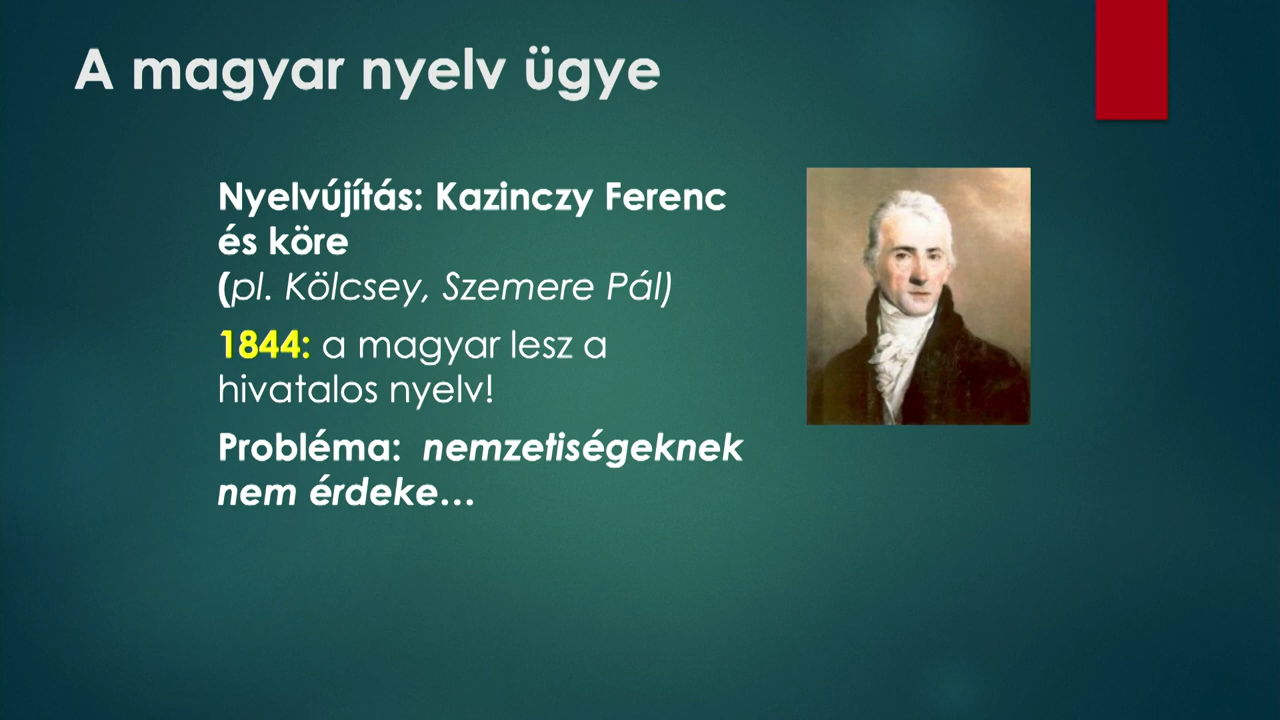 A magyar nyelv ügye
Nyelvújítás: Kazinczy Ferenc
és köre
(pl. Kölcsey, Szemere Pál)
1844: a magyar lesz a
hivatalos nyelv!
Probléma: nemzetiségeknek
nem érdeke...